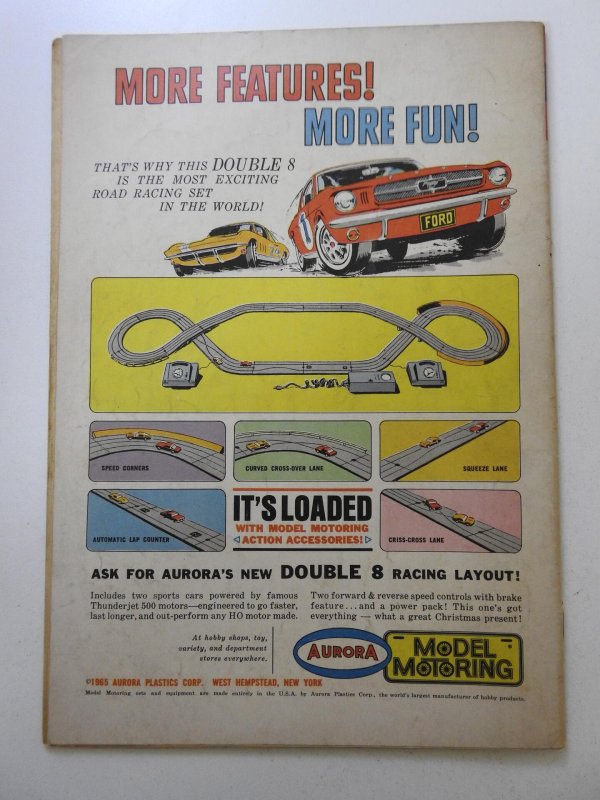 MORE FEATURES!
MORE FUN!
THAT'S WHY THIS DOUBLE 8
IS THE MOST EXCITING
ROAD RACING SET
IN THE WORLD!
1
FORD
SPEED CORNERS
CURVED CROSS-OVER LANE
SQUEEZE LANE
AUTOMATIC LAP COUNTER
IT'S LOADED
WITH MODEL MOTORING
ACTION ACCESSORIES!
CRISS-CROSS LANE
ASK FOR AURORA'S NEW DOUBLE 8 RACING LAYOUT!
Includes two sports cars powered by famous
Thunderjet 500 motors—engineered to go faster,
last longer, and out-perform any HO motor made.
Two forward & reverse speed controls with brake
feature...and a power pack! This one's got
everything — what a great Christmas present!
At hobby shops, toy,
variety, and department
stores everywhere.
AURORA
MODEL
MOTORING
©1965 AURORA PLASTICS CORP. WEST HEMPSTEAD, NEW YORK
Model Motoring sets and equipment are made entirely in the U.S.A. by Aurora Plastics Corp., the world's largest manufacturer of hobby products.